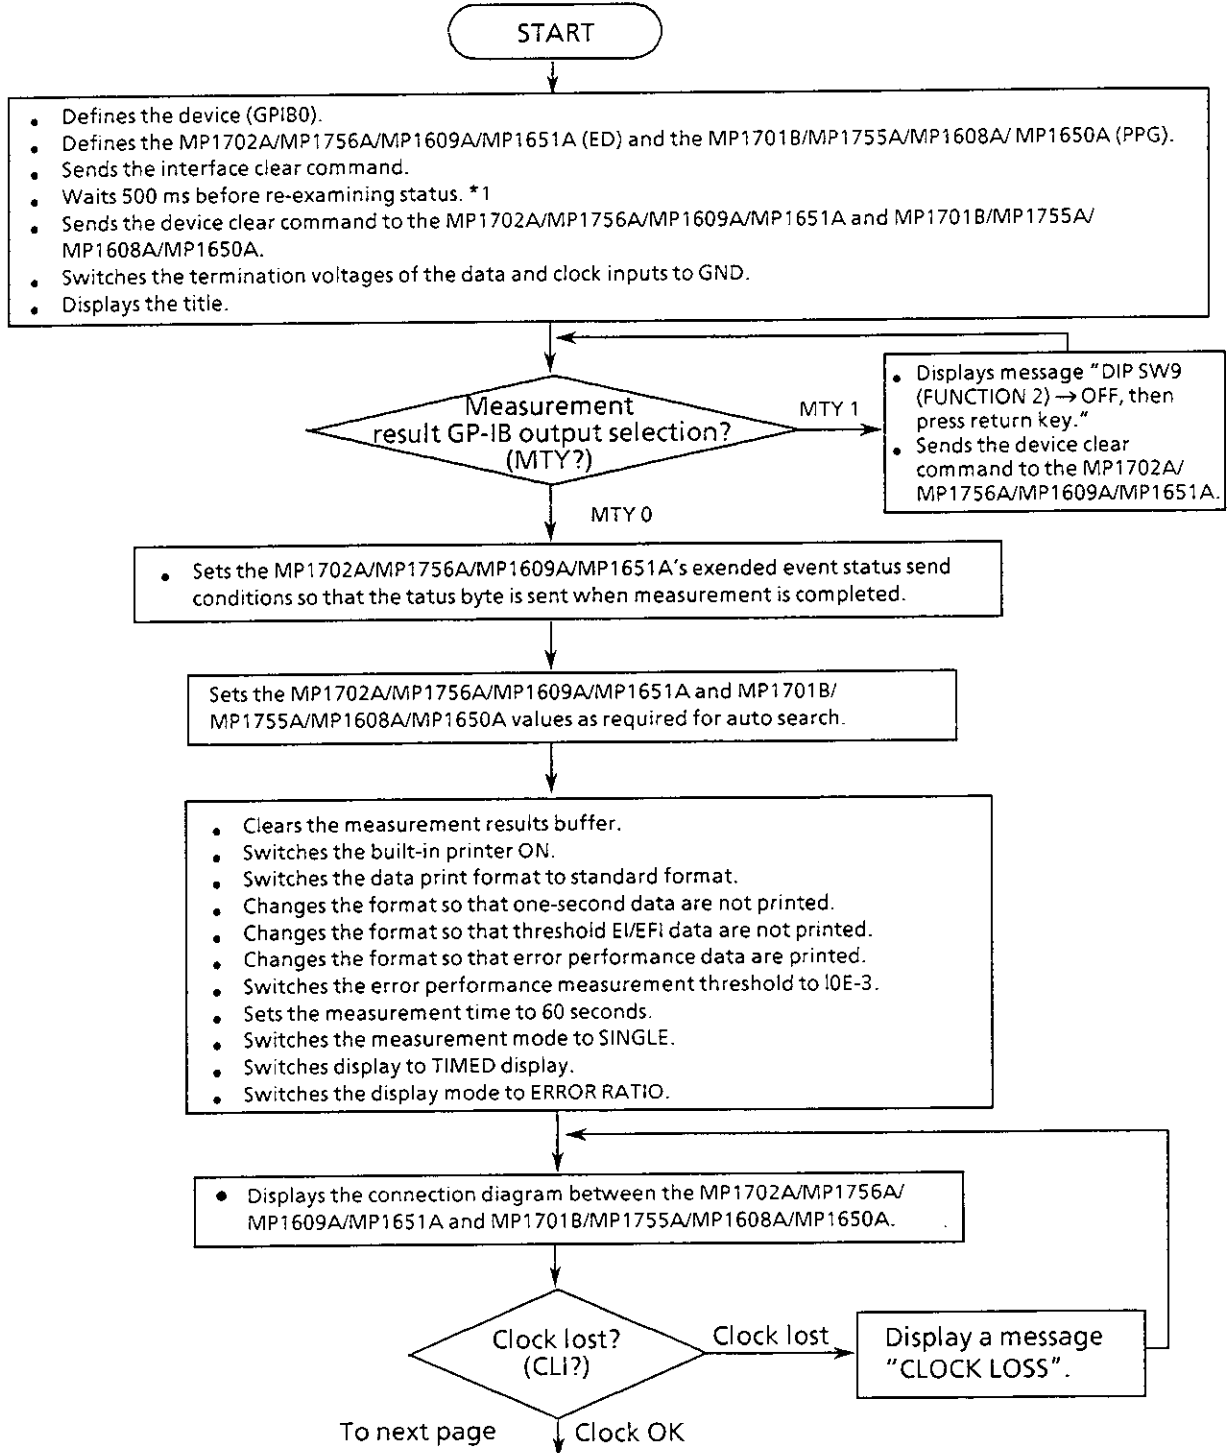 START
• Defines the device (GPIB0).
• Defines the MP1702A/MP1756A/MP1609A/MP1651A (ED) and the MP1701B/MP1755A/MP1608A/ MP1650A (PPG).
• Sends the interface clear command.
• Waits 500 ms before re-examining status. *1
• Sends the device clear command to the MP1702A/MP1756A/MP1609A/MP1651A and MP1701B/MP1755A/
MP1608A/MP1650A.
• Switches the termination voltages of the data and clock inputs to GND.
• Displays the title.
Measurement
result GP-IB output selection?
(MTY?)
MTY 1
• Displays message "DIP SW9
(FUNCTION 2) → OFF, then
press return key."
• Sends the device clear
command to the MP1702A/
MP1756A/MP1609A/MP1651A.
MTY 0
• Sets the MP1702A/MP1756A/MP1609A/MP1651A's exended event status send
conditions so that the tatus byte is sent when measurement is completed.
Sets the MP1702A/MP1756A/MP1609A/MP1651A and MP1701B/
MP1755A/MP1608A/MP1650A values as required for auto search.
• Clears the measurement results buffer.
• Switches the built-in printer ON.
• Switches the data print format to standard format.
• Changes the format so that one-second data are not printed.
• Changes the format so that threshold EI/EFI data are not printed.
• Changes the format so that error performance data are printed.
• Switches the error performance measurement threshold to I0E-3.
• Sets the measurement time to 60 seconds.
• Switches the measurement mode to SINGLE.
• Switches display to TIMED display.
• Switches the display mode to ERROR RATIO.
• Displays the connection diagram between the MP1702A/MP1756A/
MP1609A/MP1651A and MP1701B/MP1755A/MP1608A/MP1650A.
Clock lost?
(CLI?)
Clock lost
Display a message
"CLOCK LOSS".
To next page
Clock OK